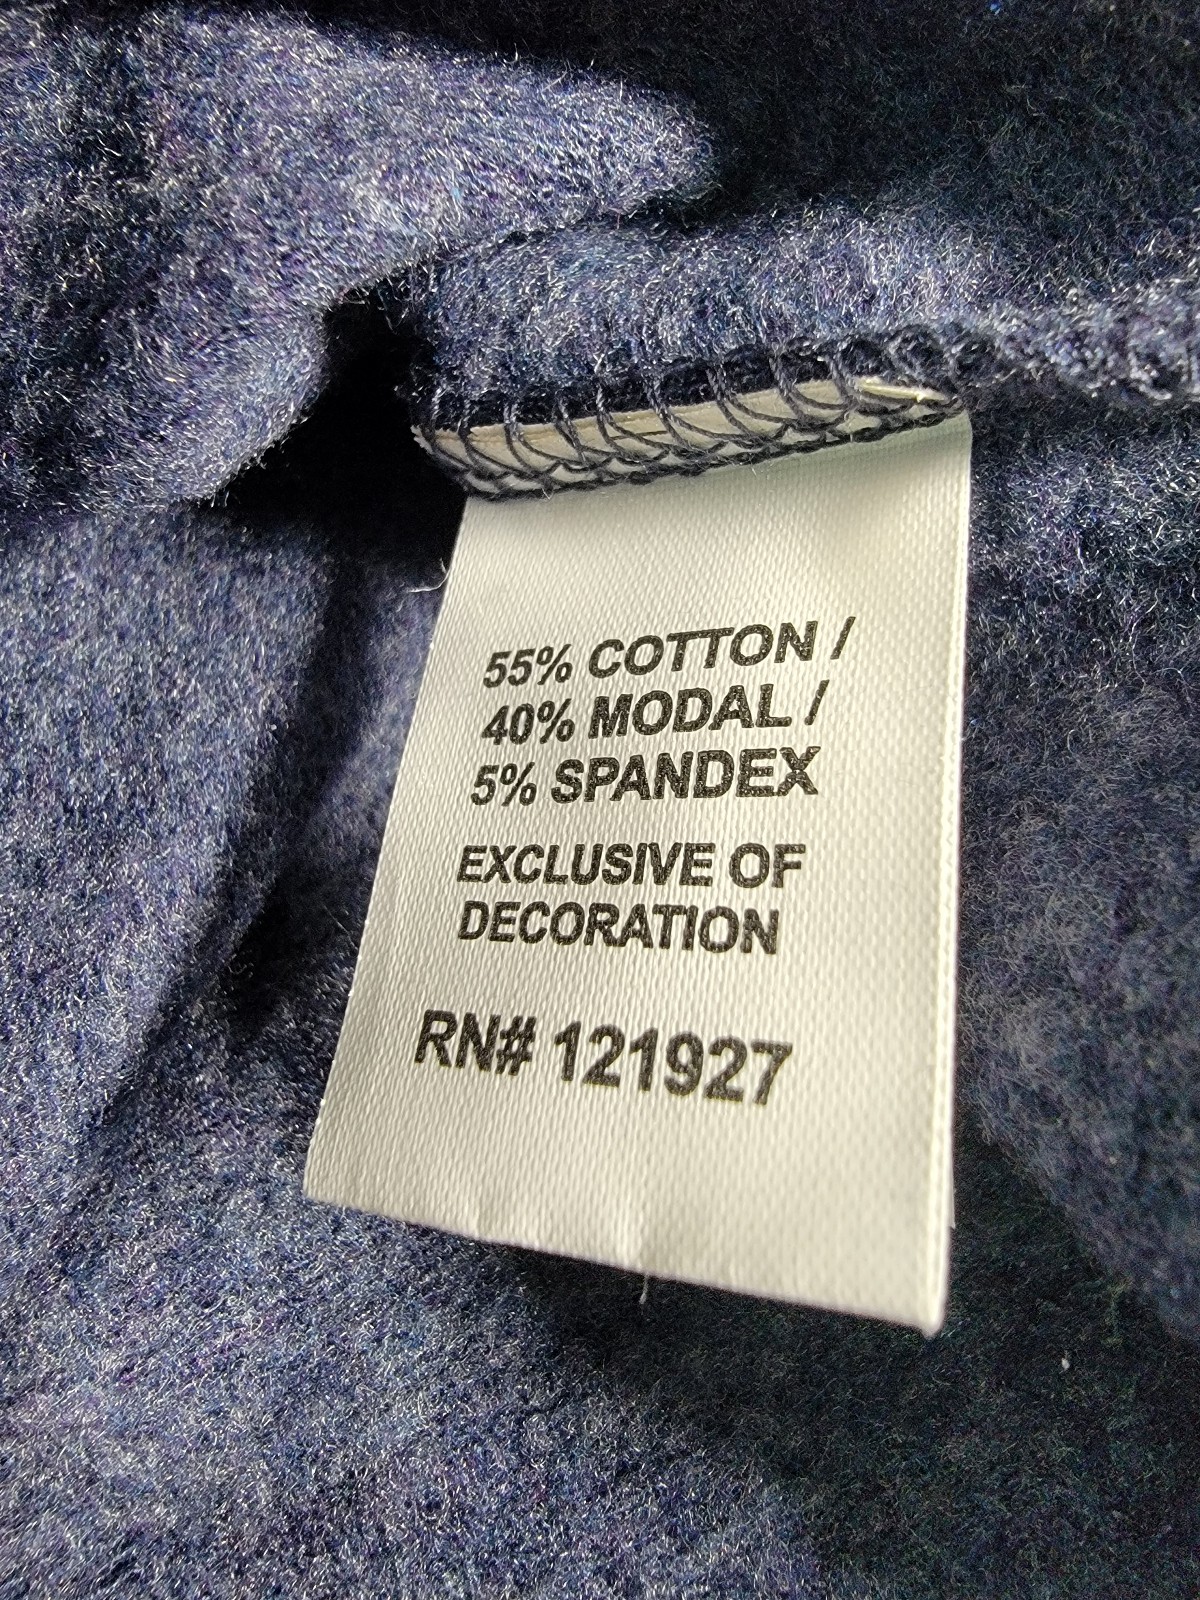 55% COTTON /
40% MODAL /
5% SPANDEX
EXCLUSIVE OF
DECORATION
RN# 121927